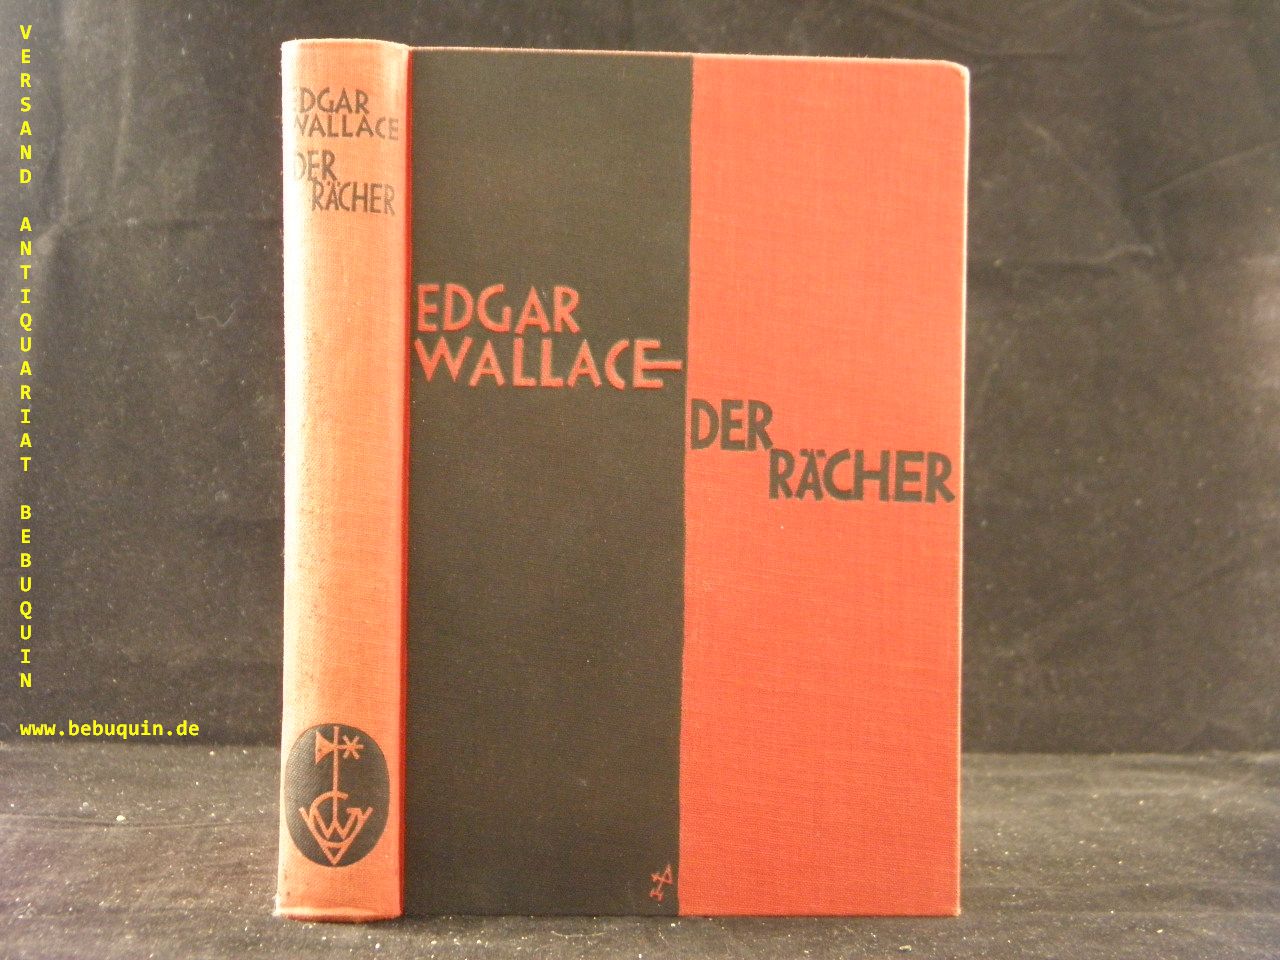 VERSAND ANTIQUARIAT BEBUQUIN
www.bebuquin.de
EDGAR
WALLACE
DER
RÄCHER
EDGAR
WALLACE
DER
RÄCHER